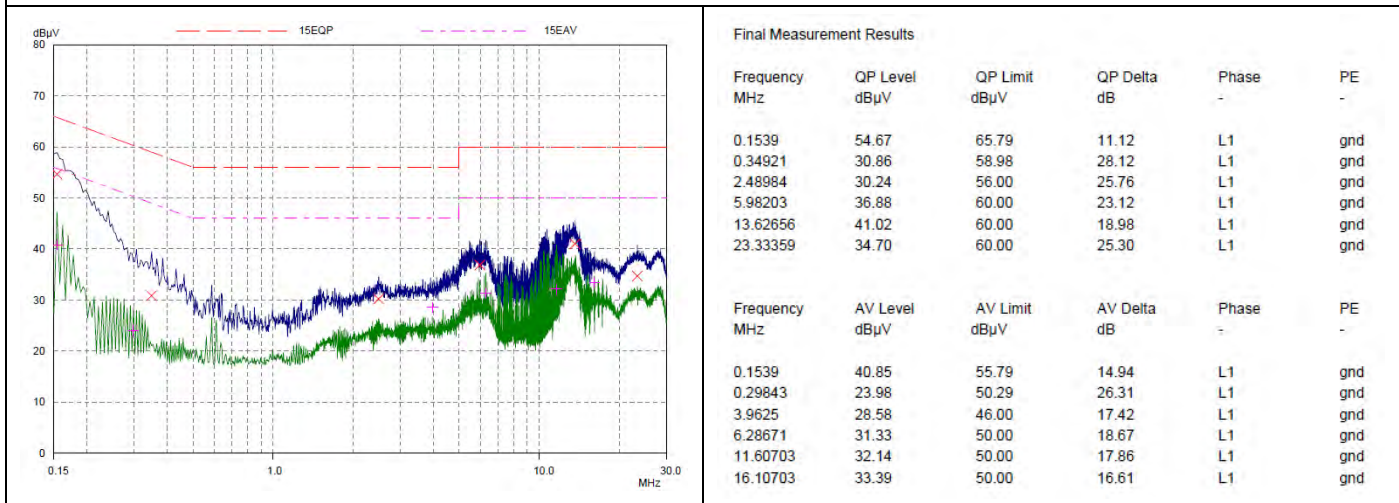 dBµV
15EQP
15EAV
80
70
60
50
40
30
20
10
0
0.15
1.0
10.0
30.0
MHz
Final Measurement Results
Frequency QP Level QP Limit QP Delta Phase PE
MHz dBµV dBµV dB - -
0.1539 54.67 65.79 11.12 L1 gnd
0.34921 30.86 58.98 28.12 L1 gnd
2.48984 30.24 56.00 25.76 L1 gnd
5.98203 36.88 60.00 23.12 L1 gnd
13.62656 41.02 60.00 18.98 L1 gnd
23.33359 34.70 60.00 25.30 L1 gnd
Frequency AV Level AV Limit AV Delta Phase PE
MHz dBµV dBµV dB - -
0.1539 40.85 55.79 14.94 L1 gnd
0.29843 23.98 50.29 26.31 L1 gnd
3.9625 28.58 46.00 17.42 L1 gnd
6.28671 31.33 50.00 18.67 L1 gnd
11.60703 32.14 50.00 17.86 L1 gnd
16.10703 33.39 50.00 16.61 L1 gnd